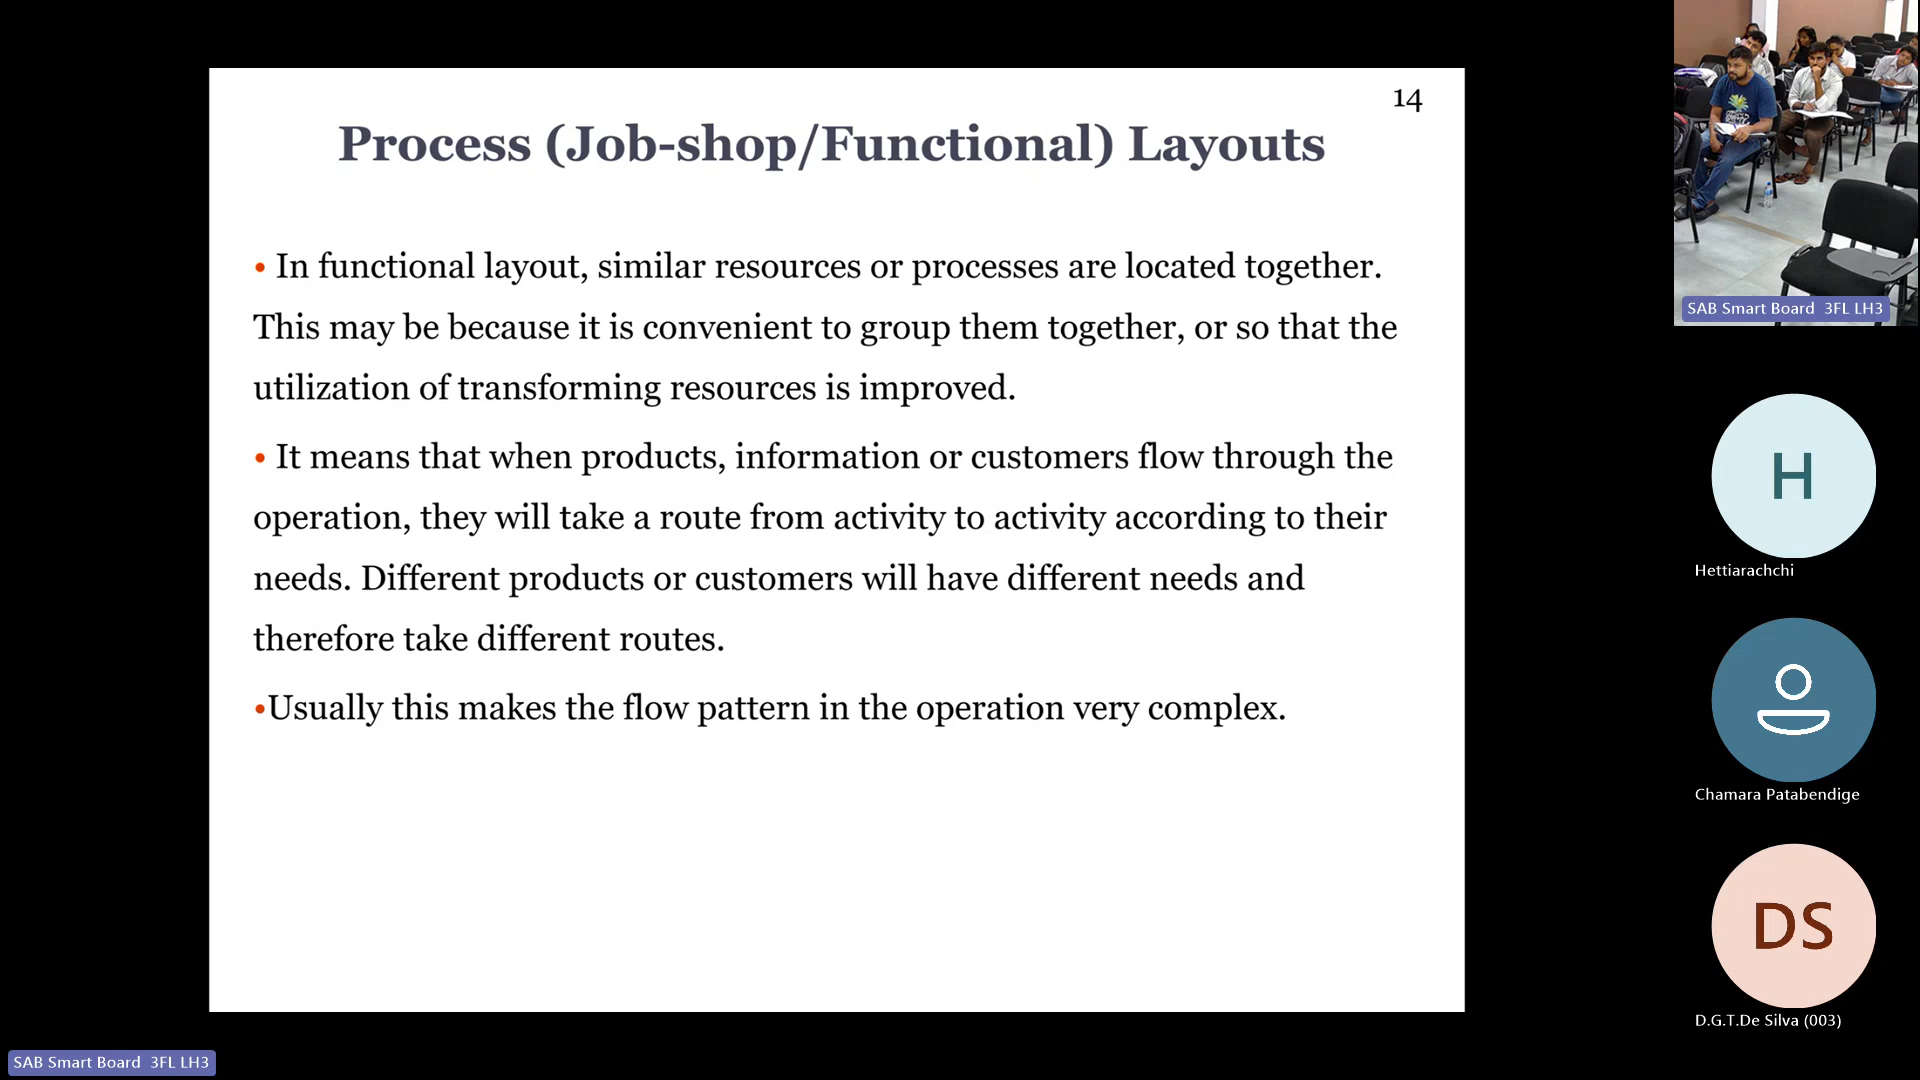 14
Process (Job-shop/Functional) Layouts
• In functional layout, similar resources or processes are located together.
This may be because it is convenient to group them together, or so that the
utilization of transforming resources is improved.
• It means that when products, information or customers flow through the
operation, they will take a route from activity to activity according to their
needs. Different products or customers will have different needs and
therefore take different routes.
•Usually this makes the flow pattern in the operation very complex.
SAB Smart Board 3FL LH3
H
Hettiarachchi
Chamara Patabendige
DS
D.G.T.De Silva (003)
SAB Smart Board 3FL LH3